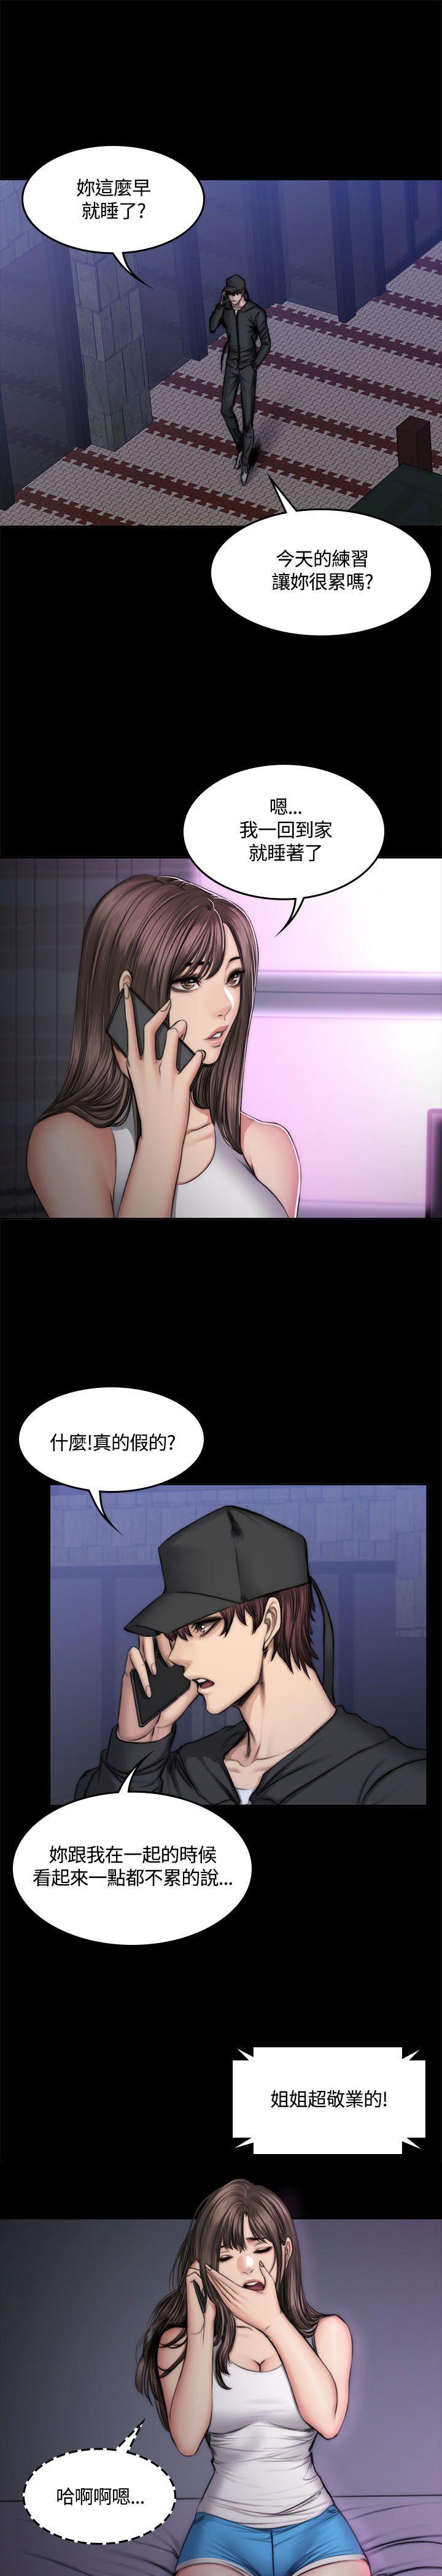 妳這麼早
就睡了?
今天的練習
讓妳很累嗎?
嗯...
我一回到家
就睡著了
什麼!真的假的?
妳跟我在一起的時候
看起來一點都不累的說...
姐姐超敬業的!
哈啊啊嗯...